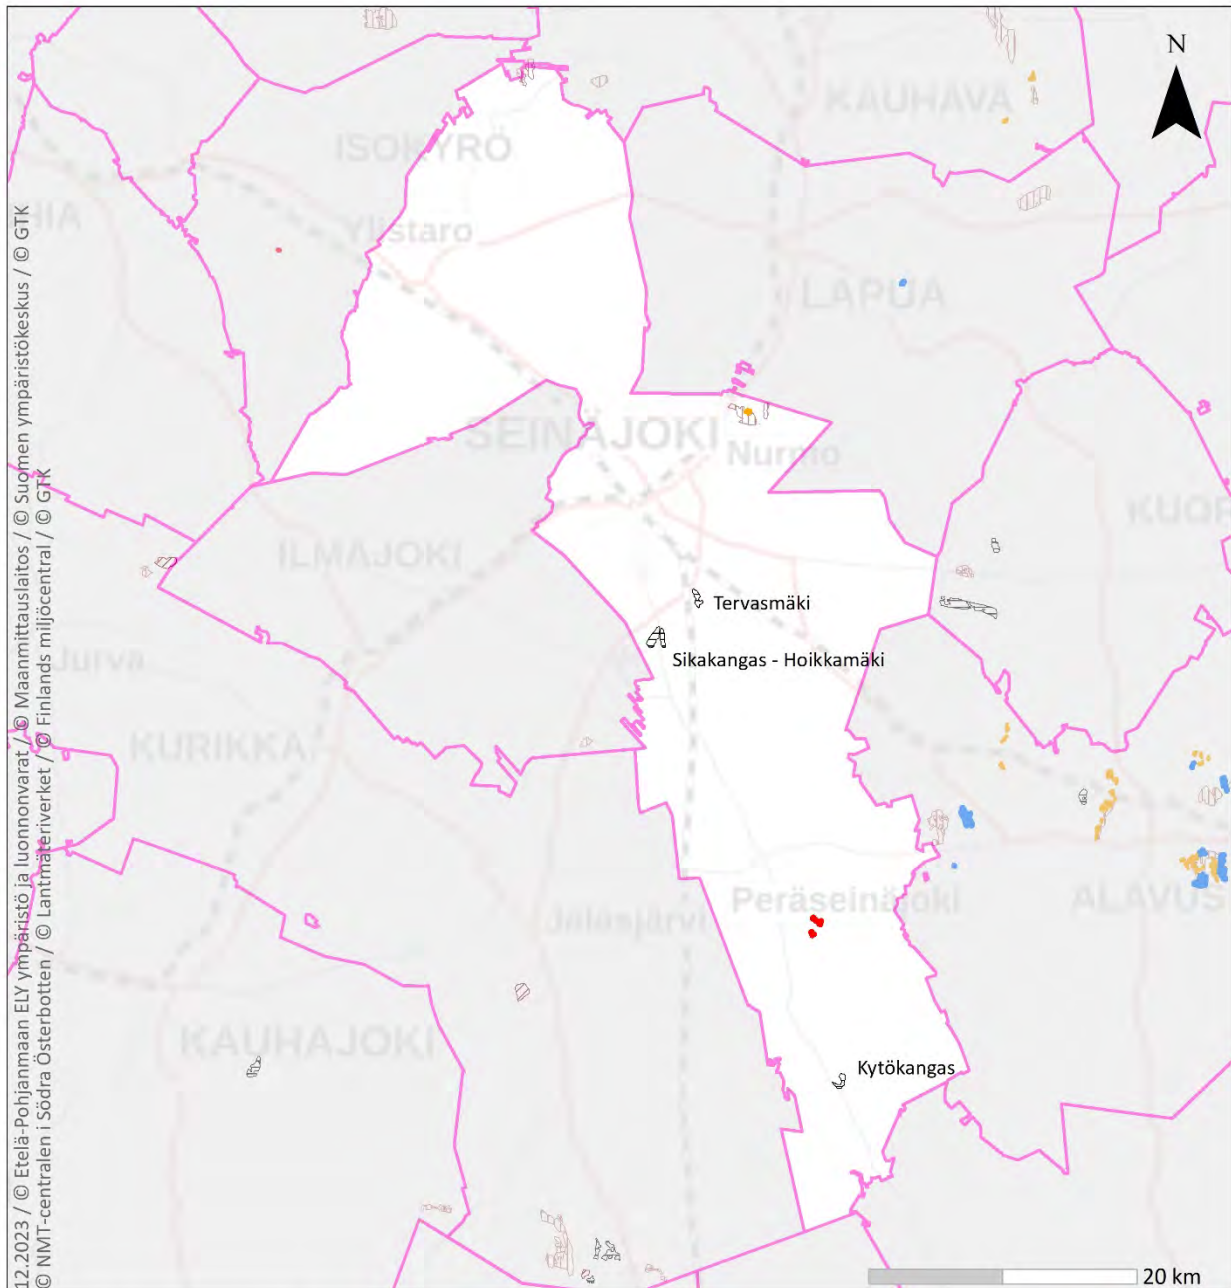 N
KAUHAVA
ISOKYRÖ
HIA
Ylistaro
LAPUA
SEINÄJOKI
Nurmo
KUOR
ILMAJOKI
Tervasmäki
Sikakangas - Hoikkamäki
Jurva
KURIKKA
Peräseinäjoki
ALAVUS
Jalasjärvi
KAUHAJOKI
Kytökangas
20 km
12.2023 / © Etelä-Pohjanmaan ELY ympäristö ja luonnonvarat / © Maanmittauslaitos / © Suomen ympäristökeskus / © GTK
© NMT-centralen i Södra Österbotten / © Lantmäteriverket / © Finlands miljöcentral / © GTK